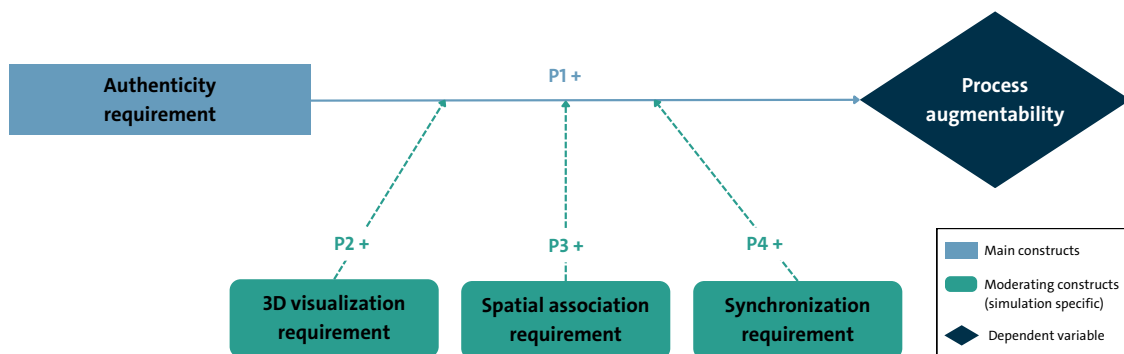 Authenticity
requirement
P1 +
Process
augmentability
P2 +
P3 +
P4 +
3D visualization
requirement
Spatial association
requirement
Synchronization
requirement
Main constructs
Moderating constructs
(simulation specific)
Dependent variable